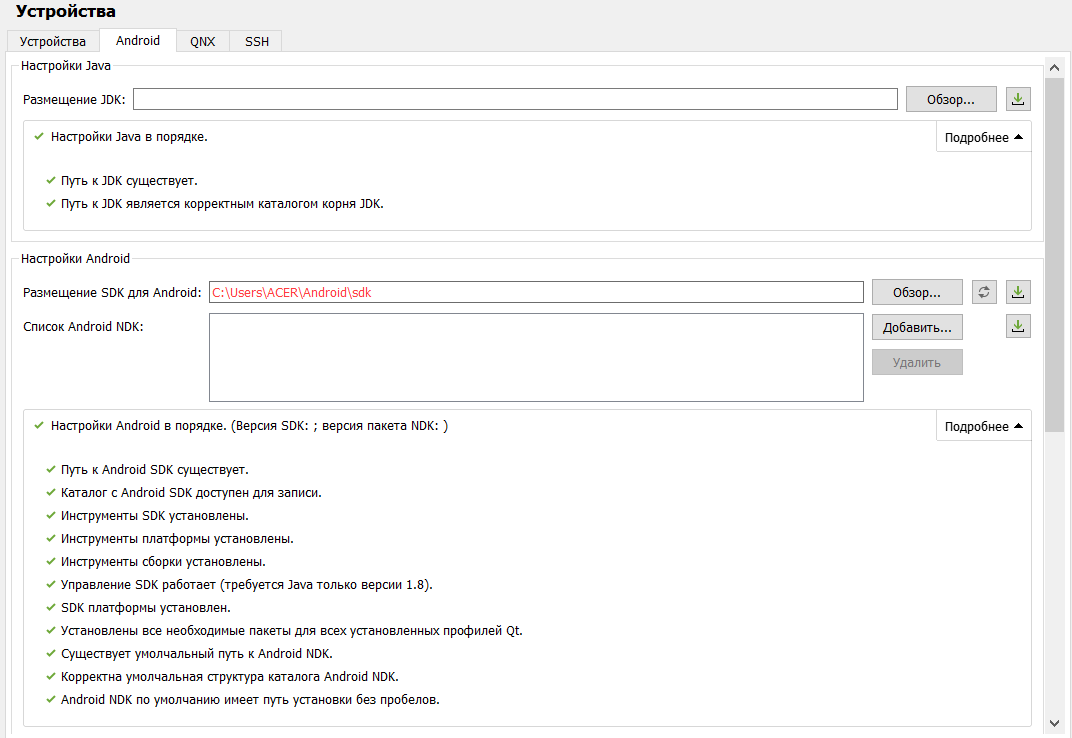 Устройства
Устройства Android QNX SSH
Настройки Java
Размещение JDK: Обзор...
Настройки Java в порядке. Подробнее
Путь к JDK существует.
Путь к JDK является корректным каталогом корня JDK.
Настройки Android
Размещение SDK для Android: C:\Users\ACER\Android\sdk Обзор...
Список Android NDK: Добавить...
Удалить
Настройки Android в порядке. (Версия SDK: ; версия пакета NDK: ) Подробнее
Путь к Android SDK существует.
Каталог с Android SDK доступен для записи.
Инструменты SDK установлены.
Инструменты платформы установлены.
Инструменты сборки установлены.
Управление SDK работает (требуется Java только версии 1.8).
SDK платформы установлен.
Установлены все необходимые пакеты для всех установленных профилей Qt.
Существует умолчальный путь к Android NDK.
Корректна умолчальная структура каталога Android NDK.
Android NDK по умолчанию имеет путь установки без пробелов.